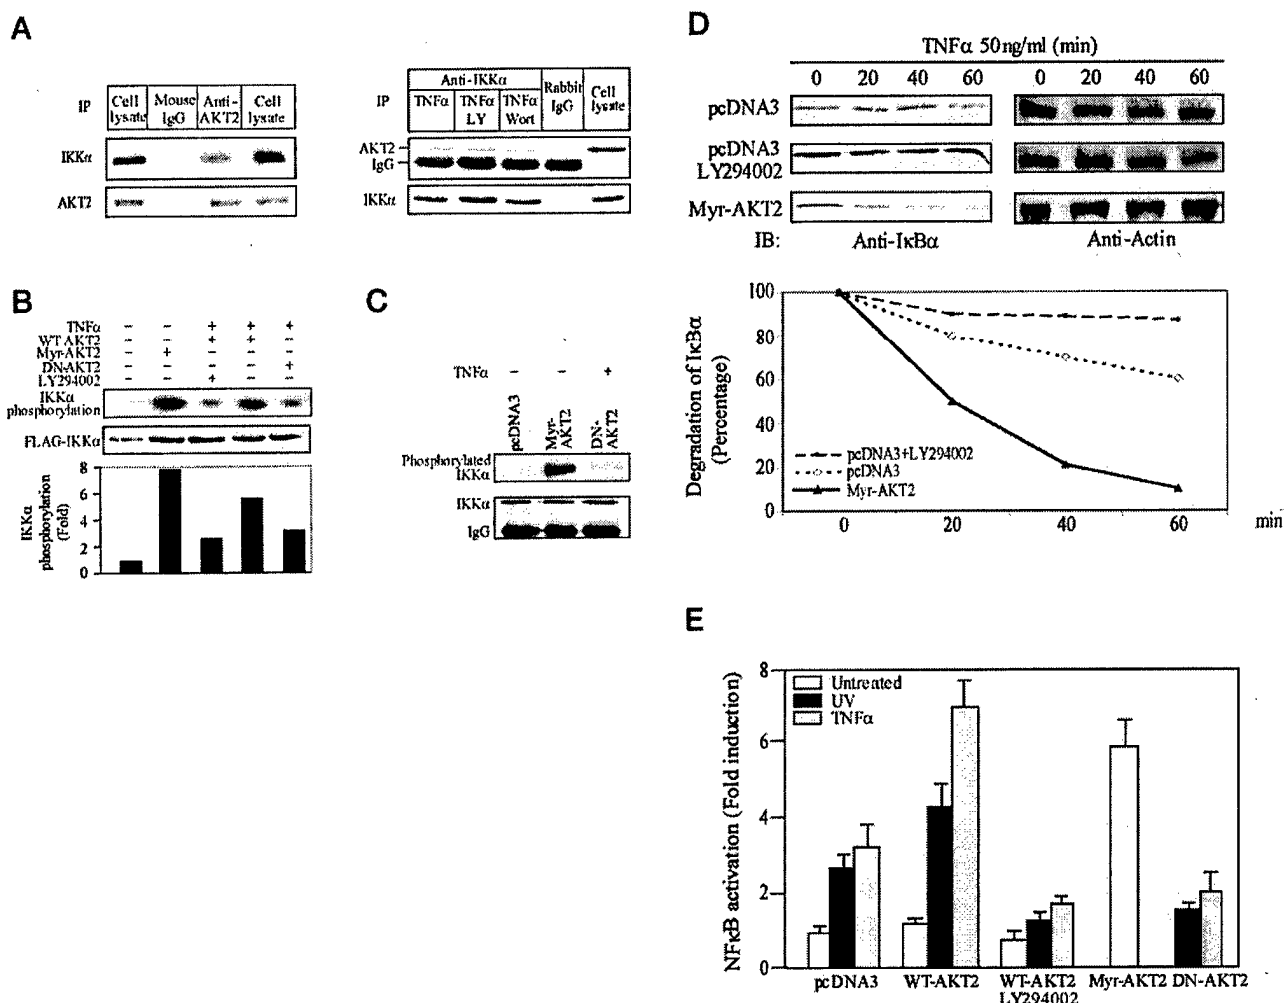 A
IP
Cell lysate
Mouse IgG
Anti-AKT2
Cell lysate
IKKα
AKT2
Anti-IKKα
Rabbit IgG
Cell lysate
IP
TNFα
TNFα LY
TNFα Wort
AKT2
IgG
IKKα
B
TNFα - - + + +
WT AKT2 - - + + -
Myr-AKT2 - + - - -
DN-AKT2 - - - - +
LY294002 - - + - -
IKKα phosphorylation
FLAG-IKKα
IKKα phosphorylation (Fold)
8
6
4
2
0
C
TNFα - - +
pcDNA3
Myr-AKT2
DN-AKT2
Phosphorylated IKKα
IKKα
IgG
D
TNFα 50ng/ml (min)
0 20 40 60 0 20 40 60
pcDNA3
pcDNA3
LY294002
Myr-AKT2
IB: Anti-IκBα Anti-Actin
Degradation of IκBα
(Percentage)
100
80
60
40
20
0
pcDNA3+LY294002
pcDNA3
Myr-AKT2
0 20 40 60 min
E
NFκB activation (Fold induction)
8
6
4
2
0
Untreated
UV
TNFα
pcDNA3 WT-AKT2 WT-AKT2 Myr-AKT2 DN-AKT2
LY294002